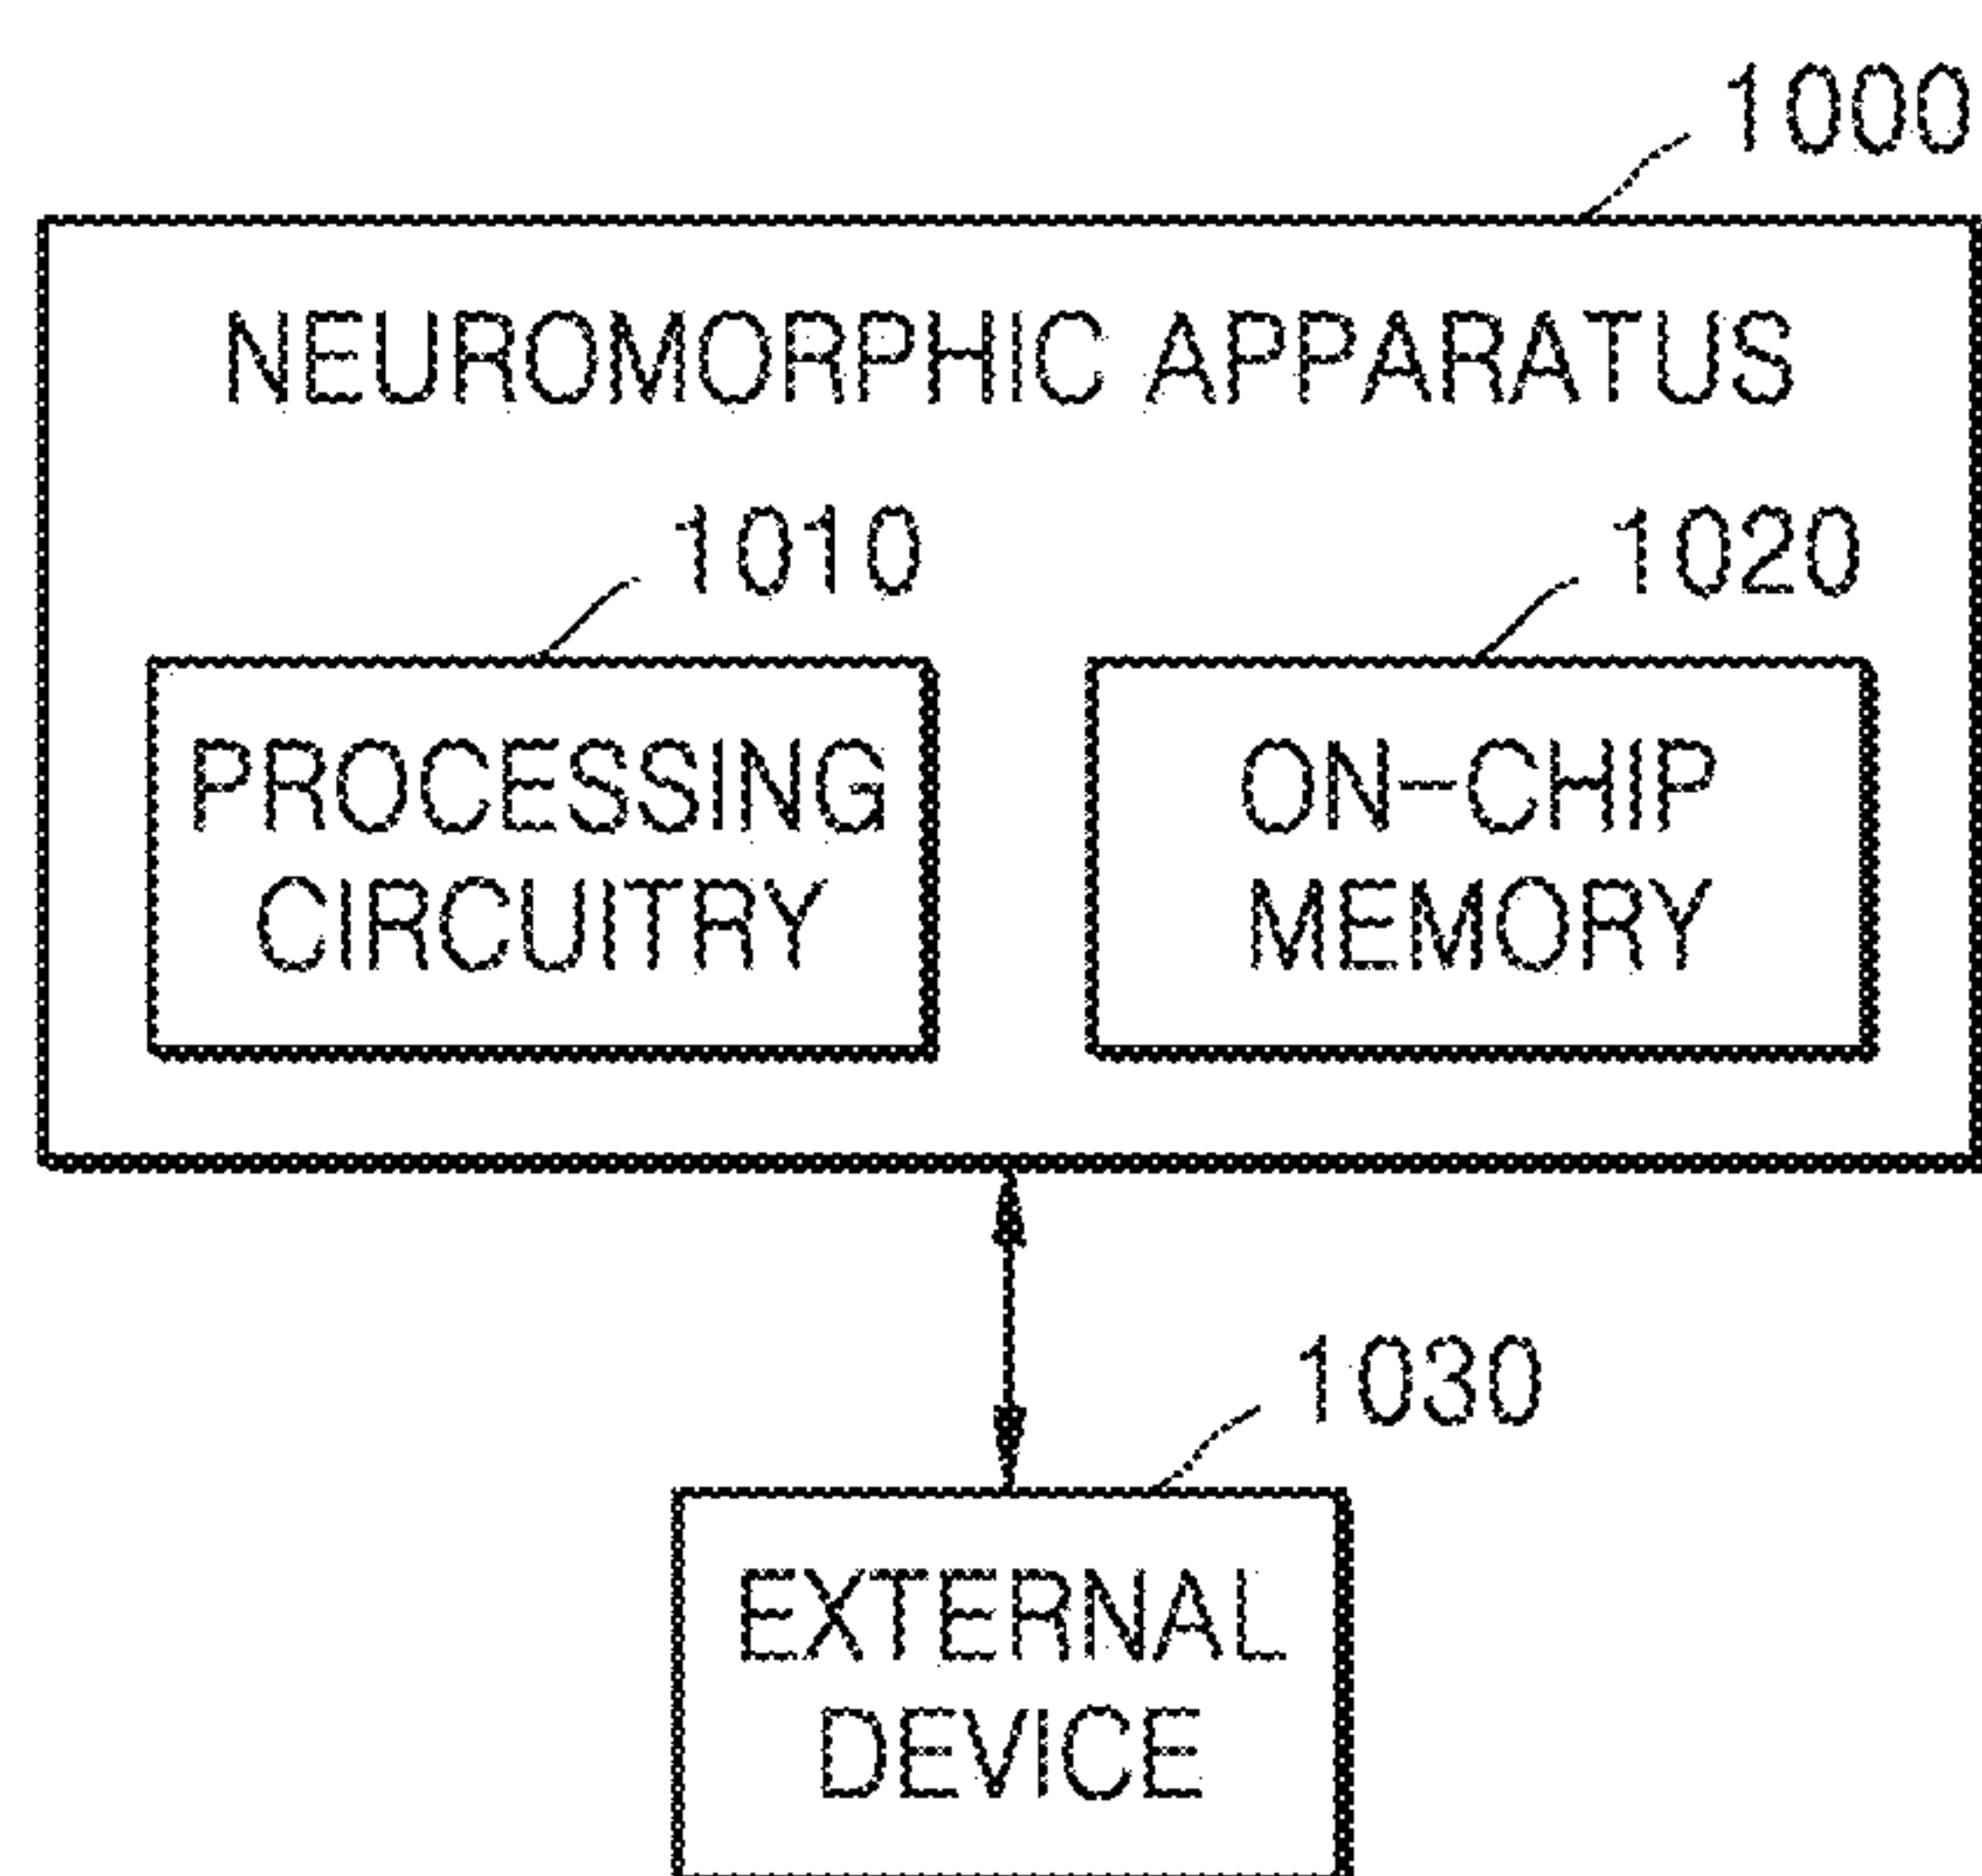 1000
NEUROMORPHIC APPARATUS
1010
1020
PROCESSING
CIRCUITRY
ON-CHIP
MEMORY
1030
EXTERNAL
DEVICE